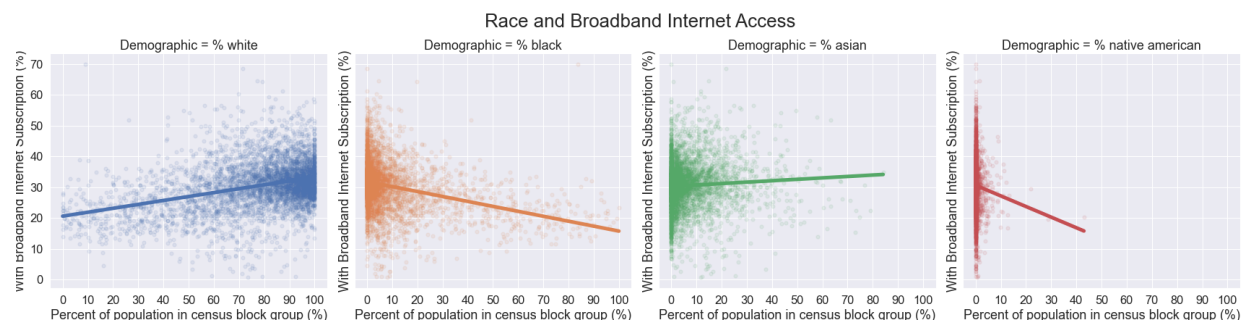 Race and Broadband Internet Access
Demographic = % white
Demographic = % black
Demographic = % asian
Demographic = % native american
With Broadband Internet Subscription (%)
With Broadband Internet Subscription (%)
With Broadband Internet Subscription (%)
With Broadband Internet Subscription (%)
70
60
50
40
30
20
10
0
0 10 20 30 40 50 60 70 80 90 100
0 10 20 30 40 50 60 70 80 90 100
0 10 20 30 40 50 60 70 80 90 100
0 10 20 30 40 50 60 70 80 90 100
Percent of population in census block group (%)
Percent of population in census block group (%)
Percent of population in census block group (%)
Percent of population in census block group (%)